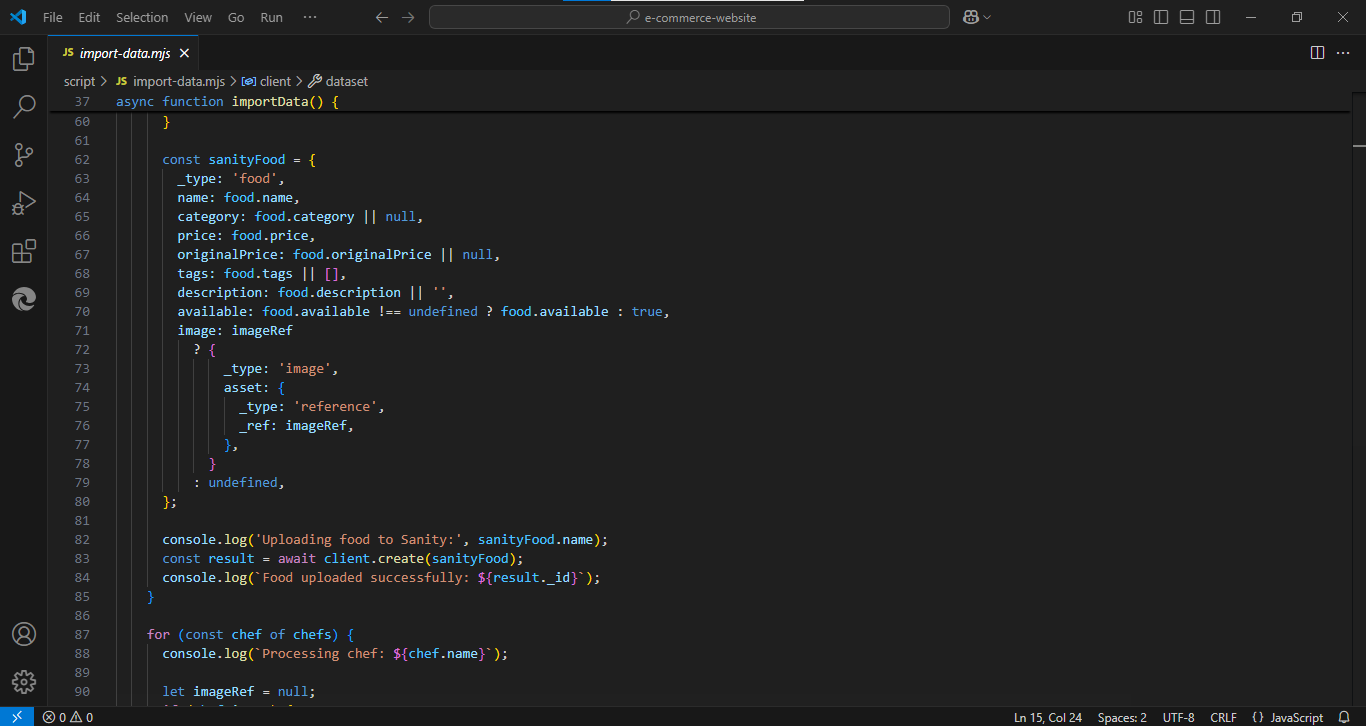 File Edit Selection View Go Run ··· e-commerce-website
JS import-data.mjs
script > JS import-data.mjs > client > dataset
37 async function importData() {
60 }
61
62 const sanityFood = {
63 _type: 'food',
64 name: food.name,
65 category: food.category || null,
66 price: food.price,
67 originalPrice: food.originalPrice || null,
68 tags: food.tags || [],
69 description: food.description || '',
70 available: food.available !== undefined ? food.available : true,
71 image: imageRef
72 ? {
73 _type: 'image',
74 asset: {
75 _type: 'reference',
76 _ref: imageRef,
77 },
78 }
79 : undefined,
80 };
81
82 console.log('Uploading food to Sanity:', sanityFood.name);
83 const result = await client.create(sanityFood);
84 console.log(`Food uploaded successfully: ${result._id}`);
85 }
86
87 for (const chef of chefs) {
88 console.log(`Processing chef: ${chef.name}`);
89
90 let imageRef = null;
0 0 Ln 15, Col 24 Spaces: 2 UTF-8 CRLF {} JavaScript